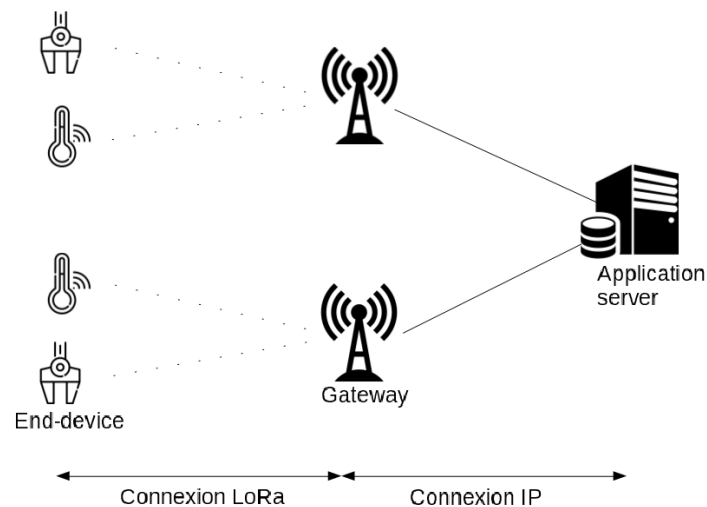 Application
server
Gateway
End-device
Connexion LoRa
Connexion IP